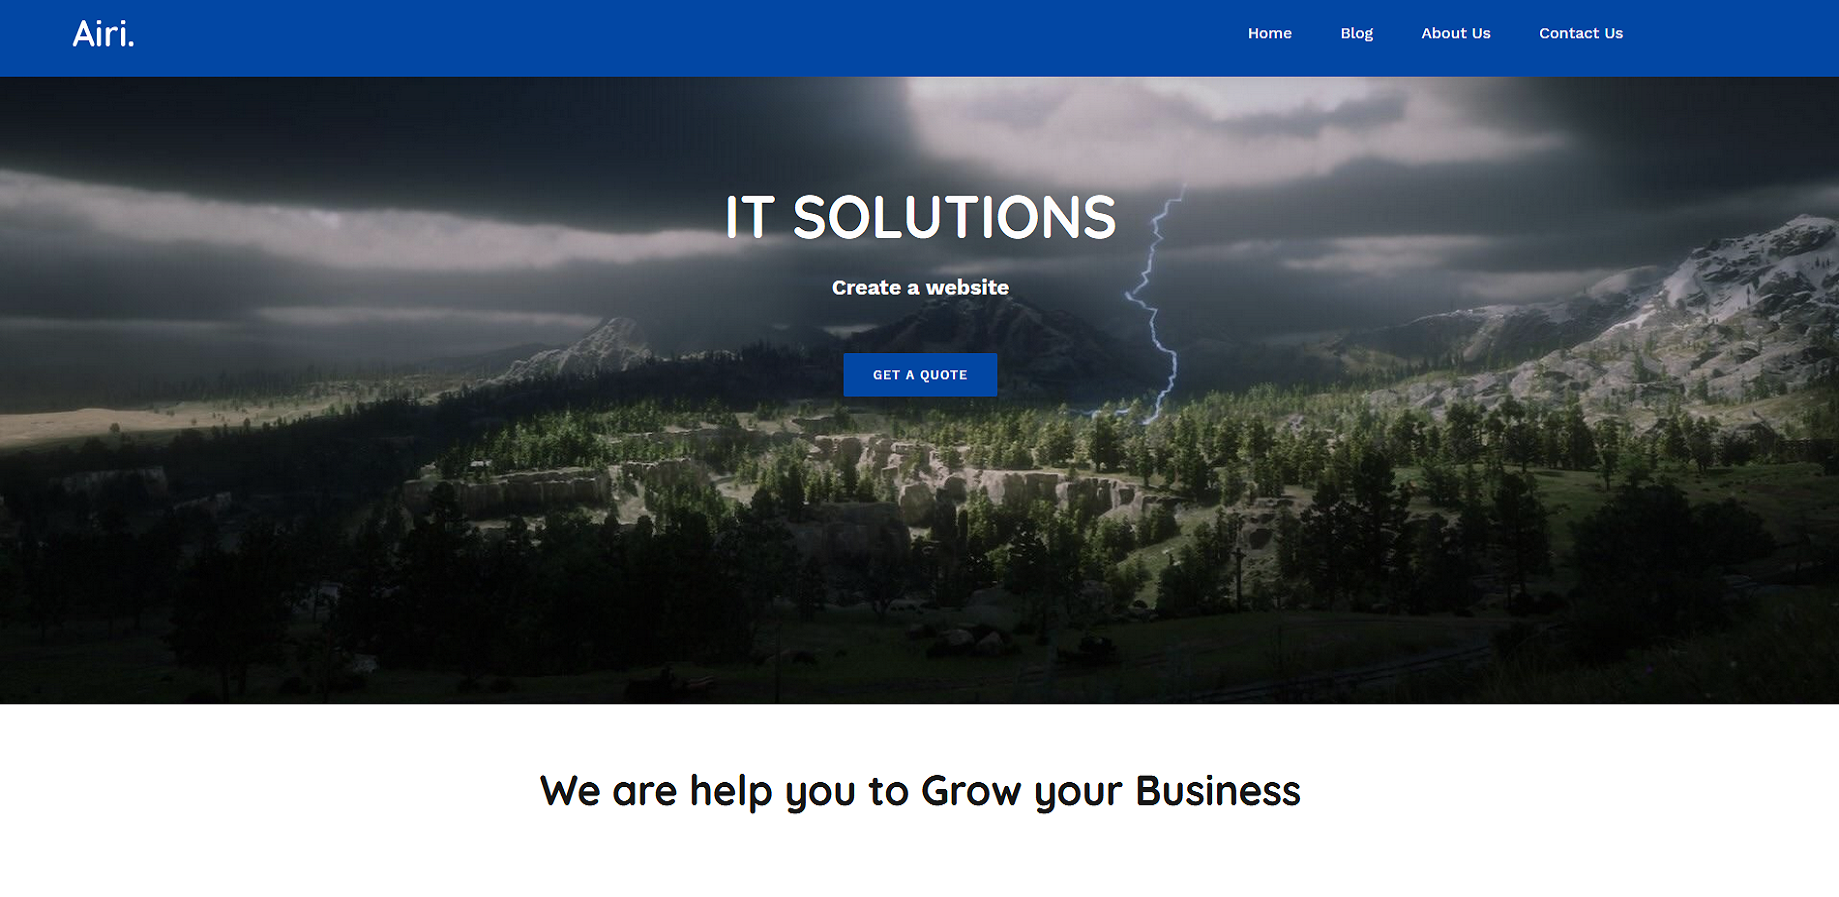 Airi.
Home Blog About Us Contact Us
IT SOLUTIONS
Create a website
GET A QUOTE
We are help you to Grow your Business